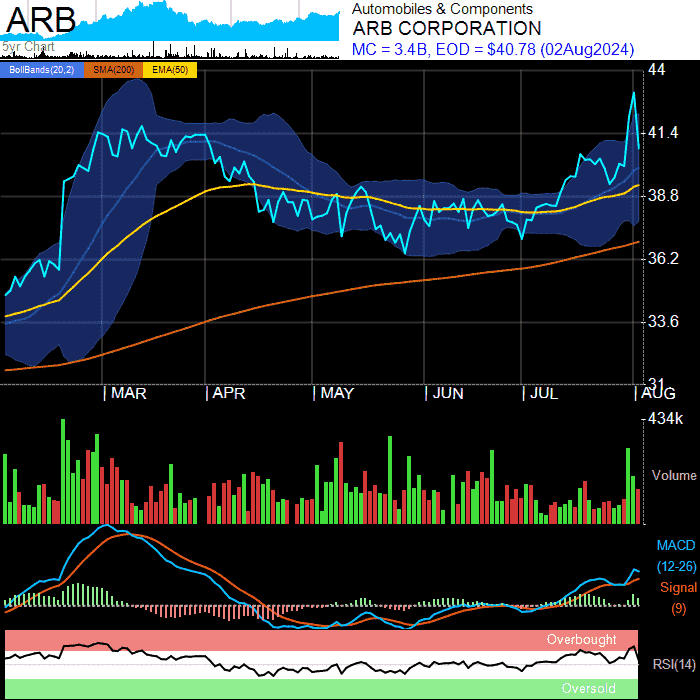 ARB
5yr Chart
Automobiles & Components
ARB CORPORATION
MC = 3.4B, EOD = $40.78 (02Aug2024)
BollBands(20,2) SMA(200) EMA(50)
44
41.4
38.8
36.2
33.6
31
MAR APR MAY JUN JUL AUG
434k
Volume
MACD
(12-26)
Signal
(9)
Overbought
RSI(14)
Oversold